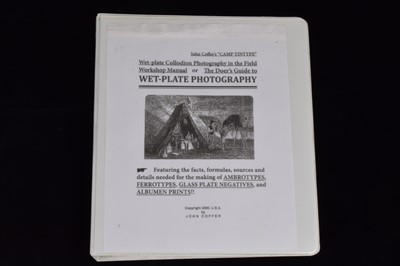 John Coffer's "CAMP TINTYPE"
Wet-plate Collodion Photography in the Field
Workshop Manual or The Doer's Guide to
WET-PLATE PHOTOGRAPHY
Featuring the facts, formulas, sources and
details needed for the making of AMBROTYPES,
FERROTYPES, GLASS PLATE NEGATIVES, and
ALBUMEN PRINTS!!
Copyright U.S.A.
by
JOHN COFFER